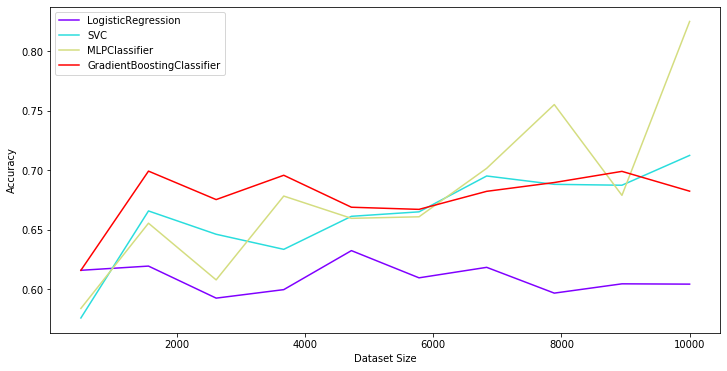 LogisticRegression
SVC
MLPClassifier
GradientBoostingClassifier
0.80
0.75
0.70
0.65
0.60
Accuracy
2000 4000 6000 8000 10000
Dataset Size